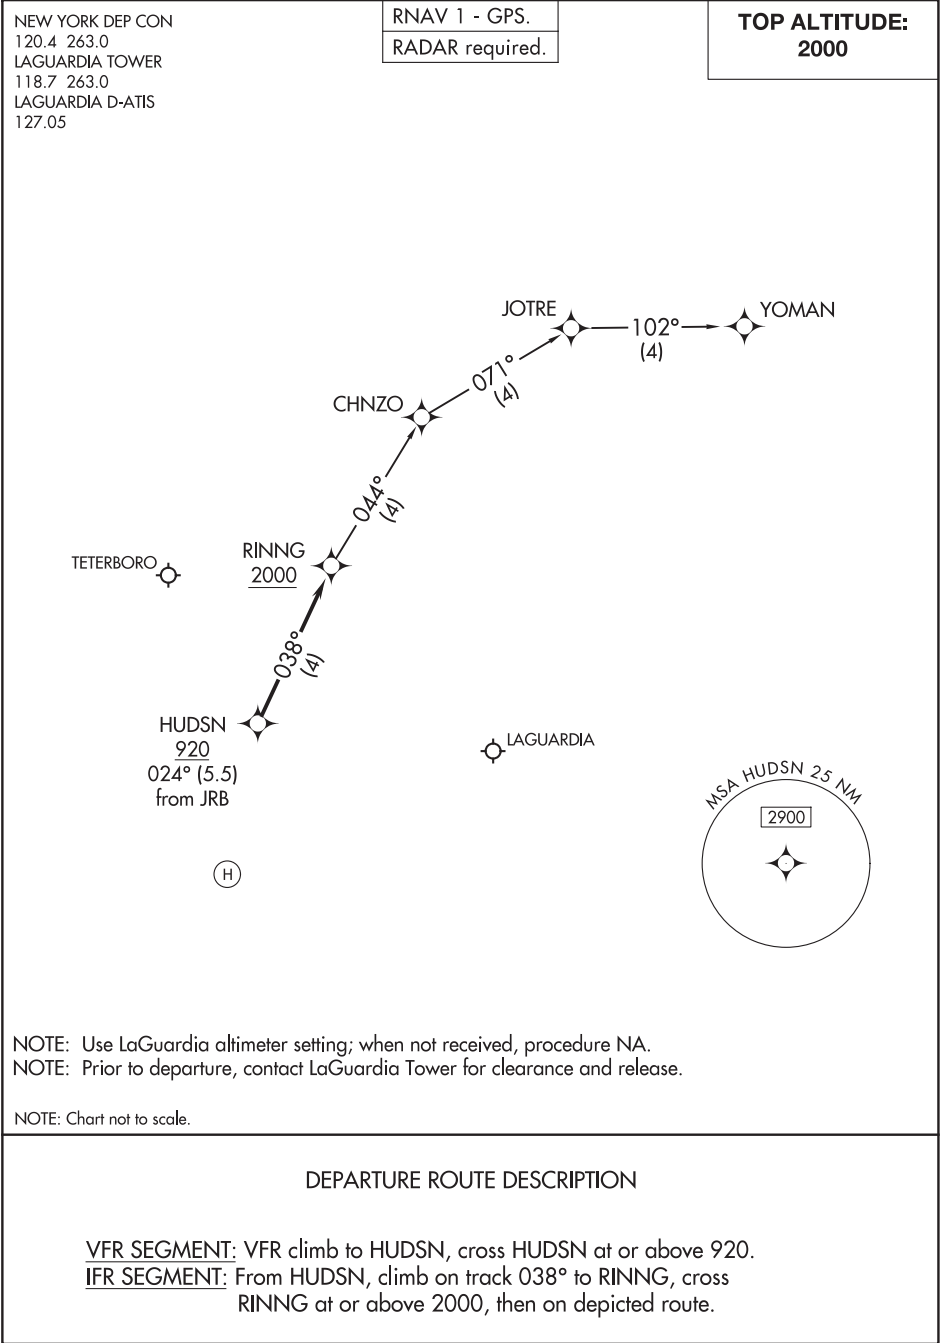 NEW YORK DEP CON
120.4 263.0
LAGUARDIA TOWER
118.7 263.0
LAGUARDIA D-ATIS
127.05
RNAV 1 - GPS.
RADAR required.
TOP ALTITUDE:
2000
JOTRE
102°
(4)
YOMAN
071°
(4)
CHNZO
044°
(4)
RINNG
2000
TETERBORO
038°
(4)
HUDSN
920
024° (5.5)
from JRB
LAGUARDIA
H
MSA HUDSN 25 NM
2900
NOTE: Use LaGuardia altimeter setting; when not received, procedure NA.
NOTE: Prior to departure, contact LaGuardia Tower for clearance and release.
NOTE: Chart not to scale.
DEPARTURE ROUTE DESCRIPTION
VFR SEGMENT: VFR climb to HUDSN, cross HUDSN at or above 920.
IFR SEGMENT: From HUDSN, climb on track 038° to RINNG, cross
RINNG at or above 2000, then on depicted route.